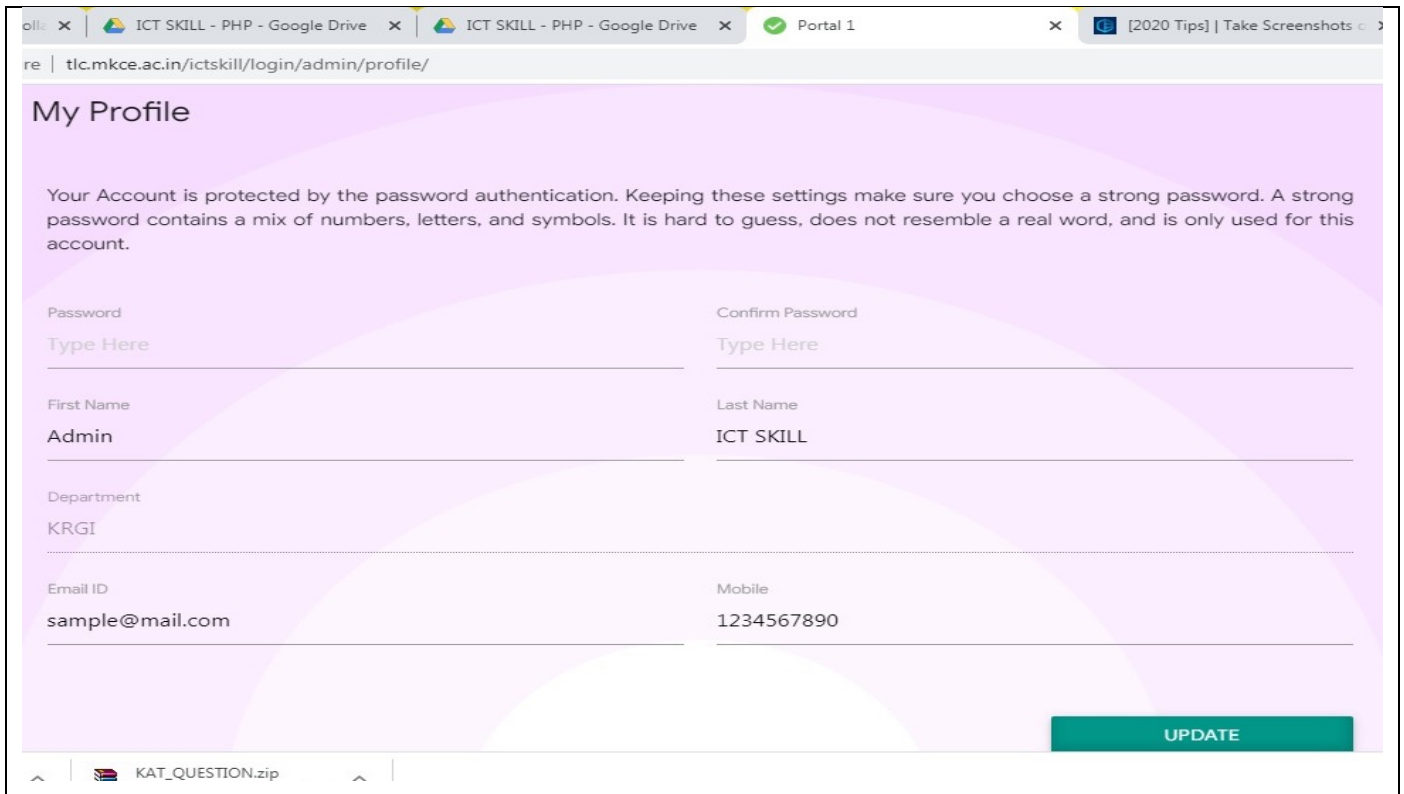 ICT SKILL - PHP - Google Drive ICT SKILL - PHP - Google Drive Portal 1 [2020 Tips] | Take Screenshots
re | tlc.mkce.ac.in/ictskill/login/admin/profile/
My Profile
Your Account is protected by the password authentication. Keeping these settings make sure you choose a strong password. A strong
password contains a mix of numbers, letters, and symbols. It is hard to guess, does not resemble a real word, and is only used for this
account.
Password Confirm Password
Type Here Type Here
First Name Last Name
Admin ICT SKILL
Department
KRGI
Email ID Mobile
sample@mail.com 1234567890
UPDATE
KAT_QUESTION.zip